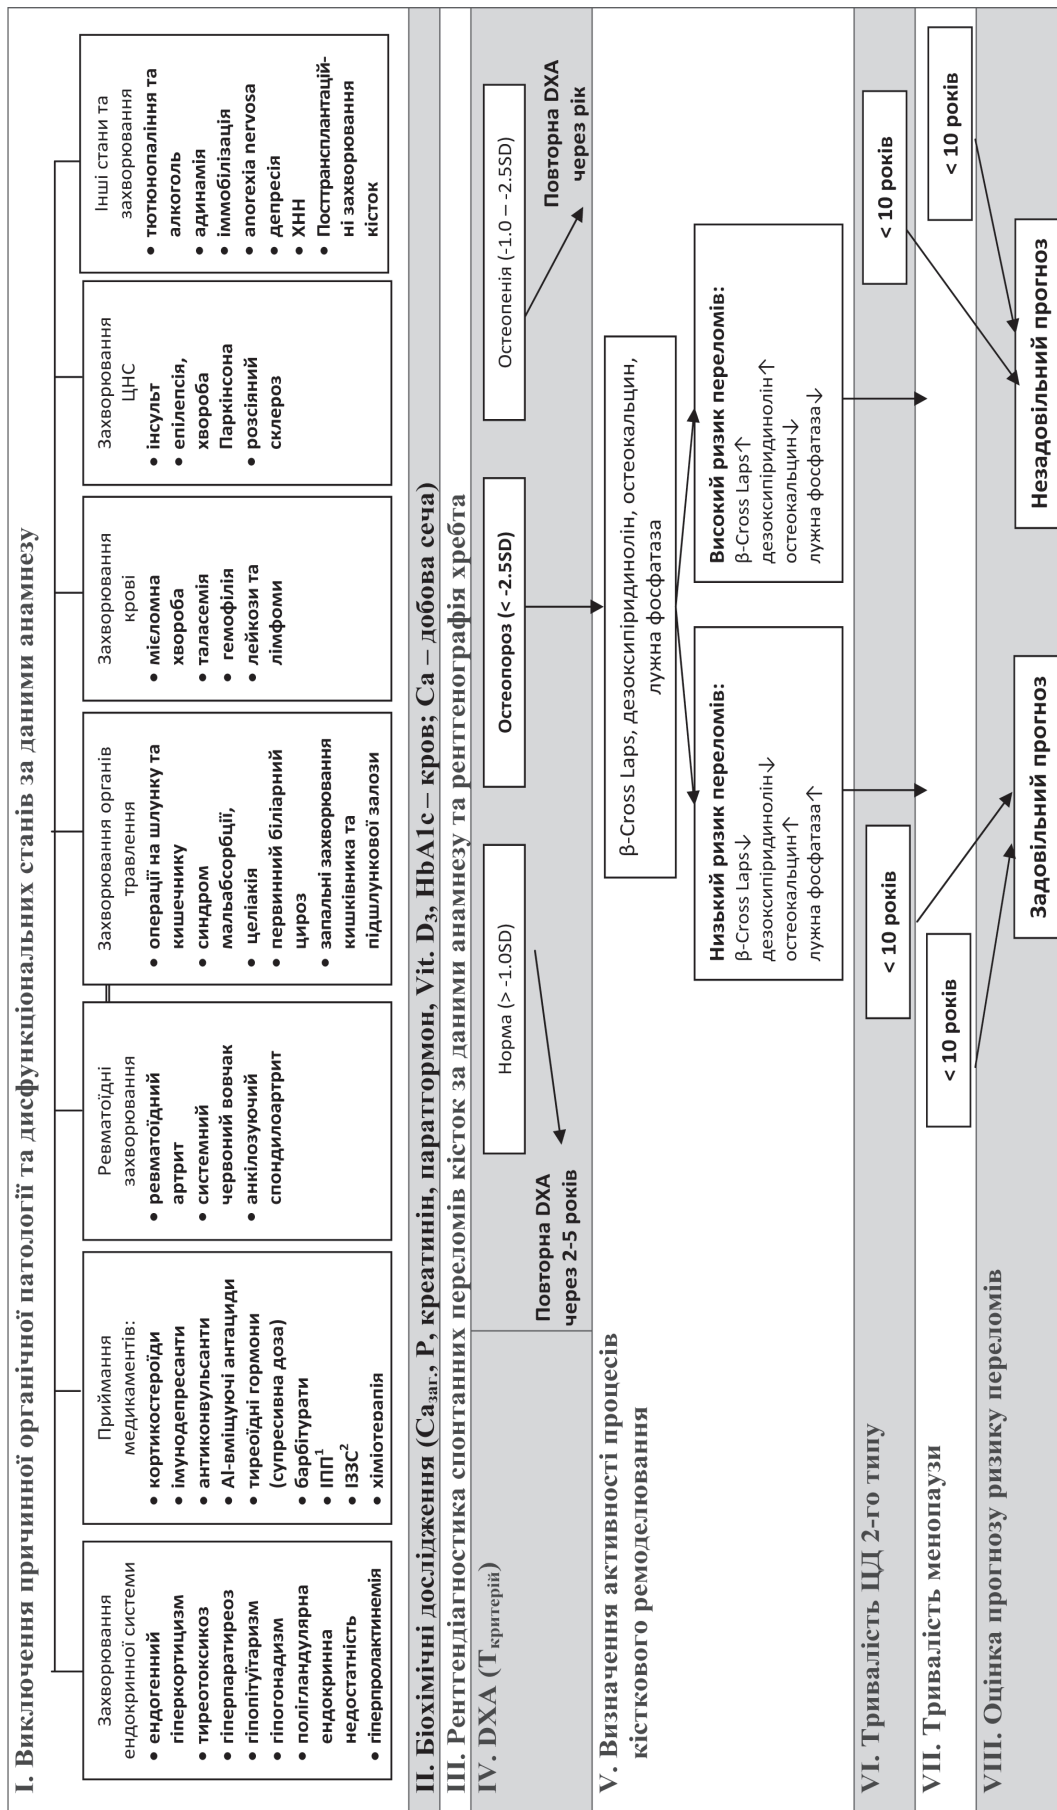 I. Виключення причинної органічної патології та дисфункціональних станів за даними анамнезу
Захворювання
ендокринної системи
• ендогенний
гіперкортицизм
• тиреотоксикоз
• гіперпаратиреоз
• гіпопітуїтаризм
• гіпогонадизм
• полігландулярна
ендокринна
недостатність
• гіперпролактинемія
Приймання
медикаментів:
• кортикостероїди
• імунодепресанти
• антиконвульсанти
• Al-вміщуючі антациди
• тиреоїдні гормони
(супресивна доза)
• барбітурати
• ІПП¹
• ІЗЗС²
• хіміотерапія
Ревматоїдні
захворювання
• ревматоїдний
артрит
• системний
червоний вовчак
• анкілозуючий
спондилоартрит
Захворювання органів
травлення
• операції на шлунку та
кишечнику
• синдром
мальабсорбції,
• целіакія
• первинний біліарний
цироз
• запальні захворювання
кишківника та
підшлункової залози
Захворювання
крові
• мієломна
хвороба
• таласемія
• гемофілія
• лейкози та
лімфоми
Захворювання
ЦНС
• інсульт
• епілепсія,
хвороба
Паркінсона
• розсіяний
склероз
Інші стани та
захворювання
• тютюнопаління та
алкоголь
• адинамія
• іммобілізація
• anorexia nervosa
• депресія
• ХНН
• Посттрансплантацій-
ні захворювання
кісток
II. Біохімічні дослідження (Ca заг., P, креатинін, паратгормон, Vit. D₃, HbA1c – кров; Ca – добова сеча)
III. Рентгендіагностика спонтанних переломів кісток за даними анамнезу та рентгенографія хребта
IV. DXA (T критерій)
Норма (> -1.0SD)
Остеопороз (< -2.5SD)
Остеопенія (-1.0 – -2.5SD)
Повторна DXA
через 2-5 років
Повторна DXA
через рік
V. Визначення активності процесів
кісткового ремоделювання
β-Cross Laps, дезоксипіридинолін, остеокальцин,
лужна фосфатаза
Низький ризик переломів:
β-Cross Laps↓
дезоксипіридинолін↓
остеокальцин↑
лужна фосфатаза↑
Високий ризик переломів:
β-Cross Laps↑
дезоксипіридинолін↑
остеокальцин↓
лужна фосфатаза↓
VI. Тривалість ЦД 2-го типу
< 10 років
< 10 років
VII. Тривалість менопаузи
< 10 років
< 10 років
VIII. Оцінка прогнозу ризику переломів
Задовільний прогноз
Незадовільний прогноз